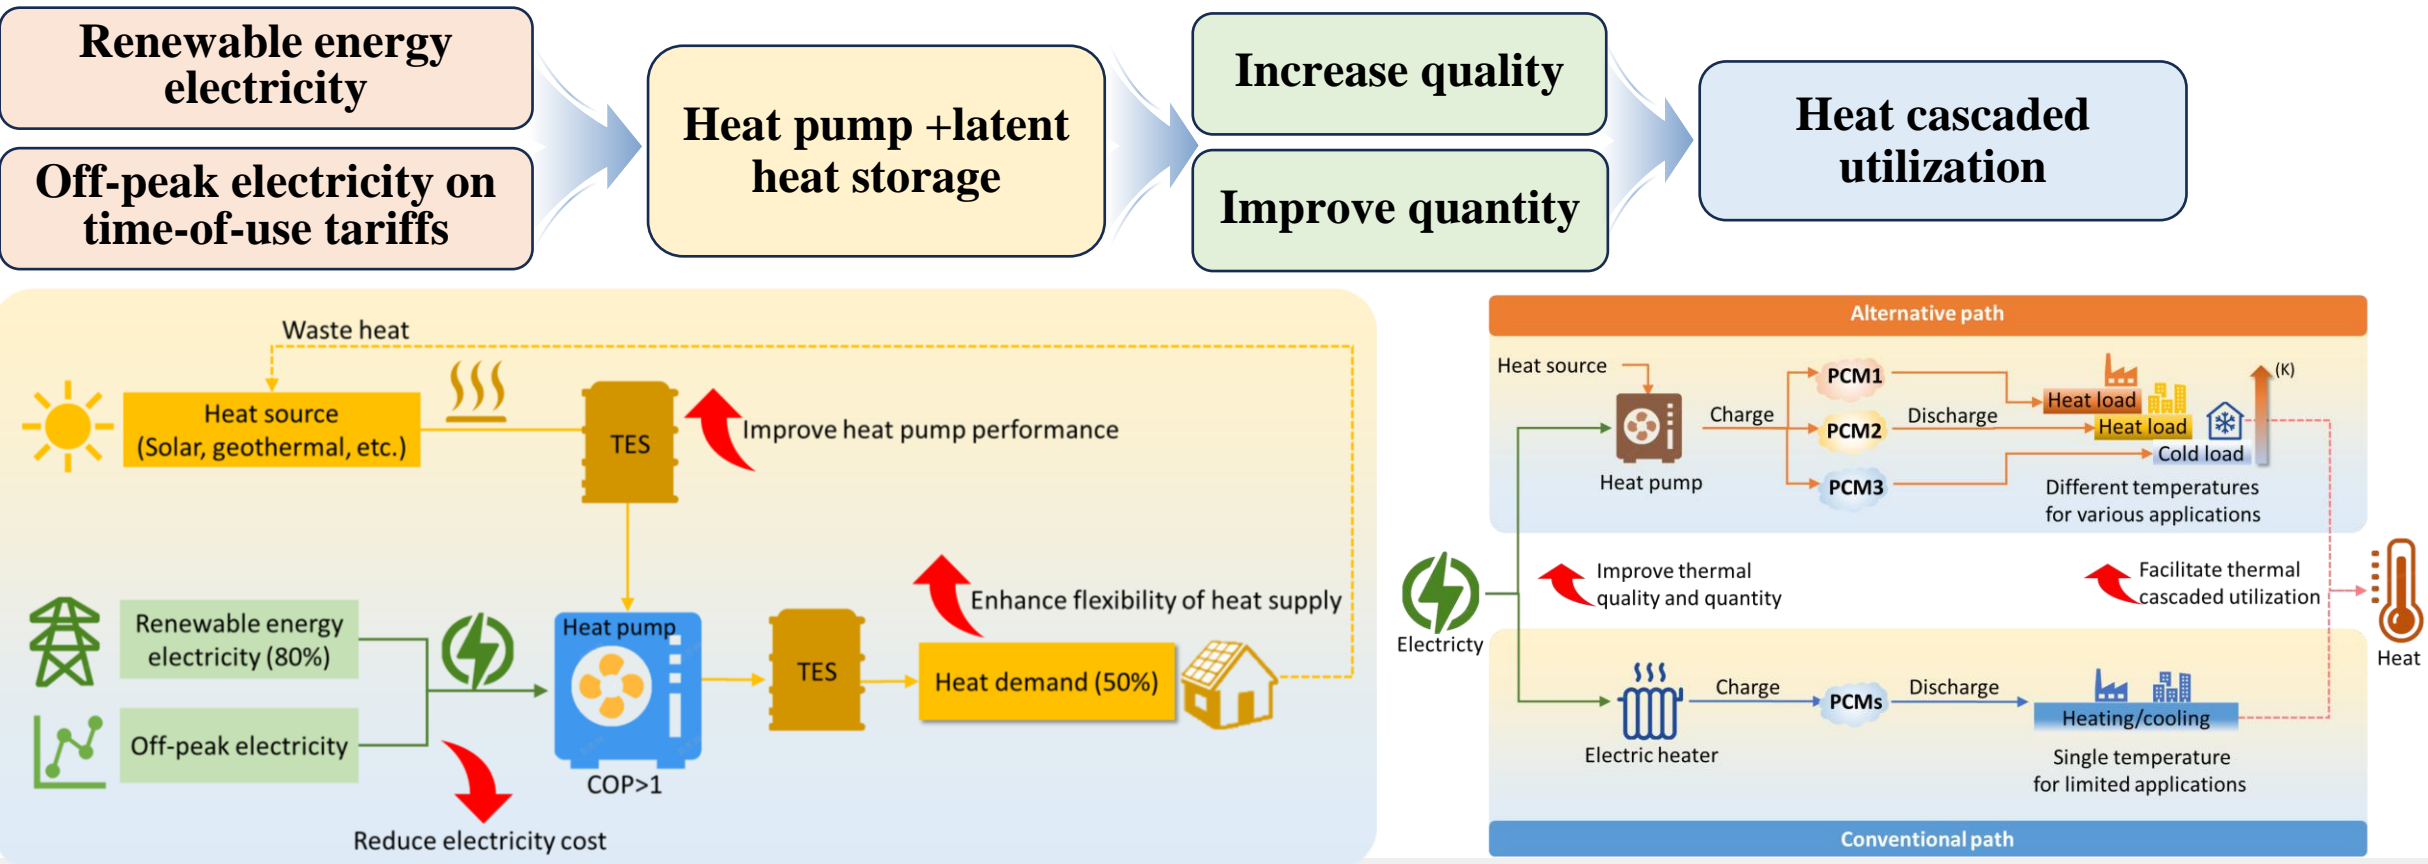 Renewable energy
electricity
Off-peak electricity on
time-of-use tariffs
Heat pump +latent
heat storage
Increase quality
Improve quantity
Heat cascaded
utilization
Waste heat
Heat source
(Solar, geothermal, etc.)
TES
Improve heat pump performance
Enhance flexibility of heat supply
Renewable energy
electricity (80%)
Off-peak electricity
Heat pump
COP>1
TES
Heat demand (50%)
Reduce electricity cost
Alternative path
Heat source
Heat pump
Charge
PCM1
PCM2
PCM3
Discharge
Heat load
Heat load
Cold load
(K)
Different temperatures
for various applications
Electricty
Improve thermal
quality and quantity
Facilitate thermal
cascaded utilization
Heat
Electric heater
Charge
PCMs
Discharge
Heating/cooling
Single temperature
for limited applications
Conventional path